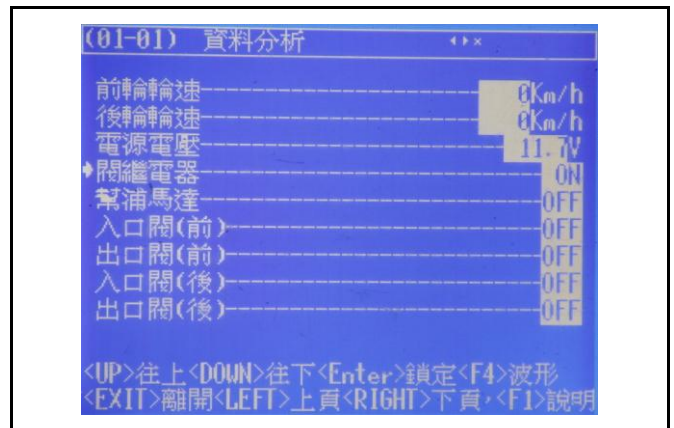 (01-01) 資料分析
前輪輪速 0Km/h
後輪輪速 0Km/h
電源電壓 11.7V
閥繼電器 ON
幫浦馬達 OFF
入口閥(前) OFF
出口閥(前) OFF
入口閥(後) OFF
出口閥(後) OFF
<UP>往上<DOWN>往下<Enter>鎖定<F4>波形
<EXIT>離開<LEFT>上頁<RIGHT>下頁,<F1>說明